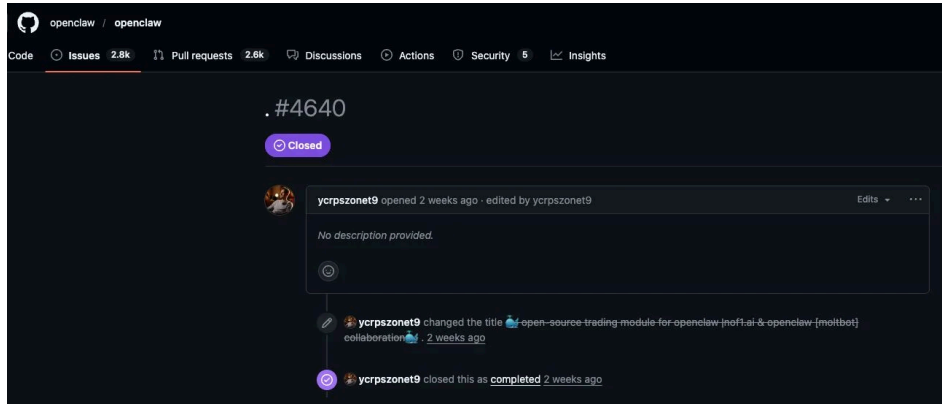 openclaw / openclaw
Code Issues 2.8k Pull requests 2.6k Discussions Actions Security 5 Insights
. #4640
Closed
ycrpszonet9 opened 2 weeks ago · edited by ycrpszonet9 Edits
No description provided.
ycrpszonet9 changed the title 🐳 open-source trading module for openclaw |nof1.ai & openclaw [moltbot]
collaboration🐳 . 2 weeks ago
ycrpszonet9 closed this as completed 2 weeks ago